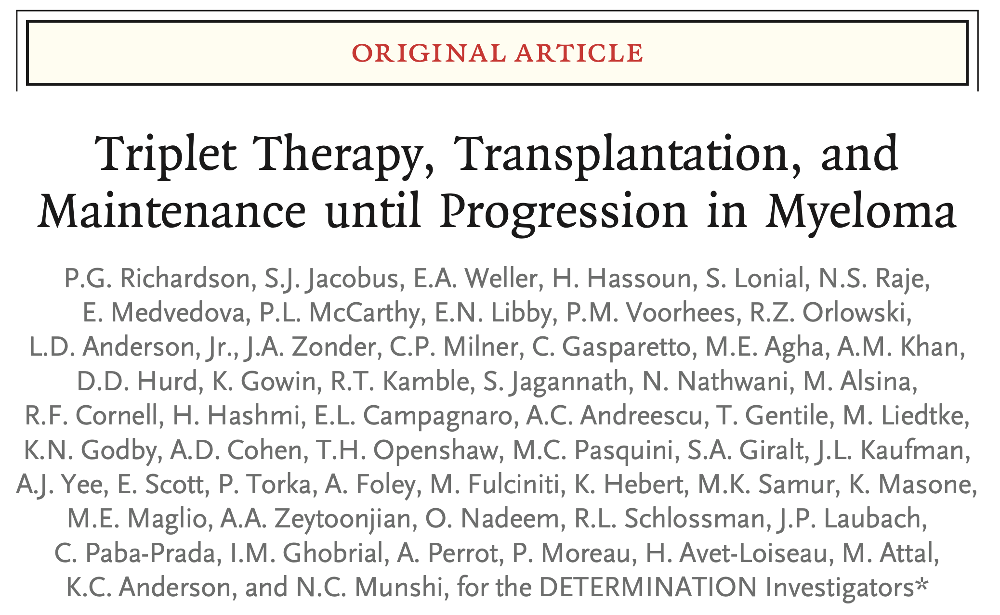 ORIGINAL ARTICLE
Triplet Therapy, Transplantation, and
Maintenance until Progression in Myeloma
P.G. Richardson, S.J. Jacobus, E.A. Weller, H. Hassoun, S. Lonial, N.S. Raje,
E. Medvedova, P.L. McCarthy, E.N. Libby, P.M. Voorhees, R.Z. Orlowski,
L.D. Anderson, Jr., J.A. Zonder, C.P. Milner, C. Gasparetto, M.E. Agha, A.M. Khan,
D.D. Hurd, K. Gowin, R.T. Kamble, S. Jagannath, N. Nathwani, M. Alsina,
R.F. Cornell, H. Hashmi, E.L. Campagnaro, A.C. Andreescu, T. Gentile, M. Liedtke,
K.N. Godby, A.D. Cohen, T.H. Openshaw, M.C. Pasquini, S.A. Giralt, J.L. Kaufman,
A.J. Yee, E. Scott, P. Torka, A. Foley, M. Fulciniti, K. Hebert, M.K. Samur, K. Masone,
M.E. Maglio, A.A. Zeytoonjian, O. Nadeem, R.L. Schlossman, J.P. Laubach,
C. Paba-Prada, I.M. Ghobrial, A. Perrot, P. Moreau, H. Avet-Loiseau, M. Attal,
K.C. Anderson, and N.C. Munshi, for the DETERMINATION Investigators*